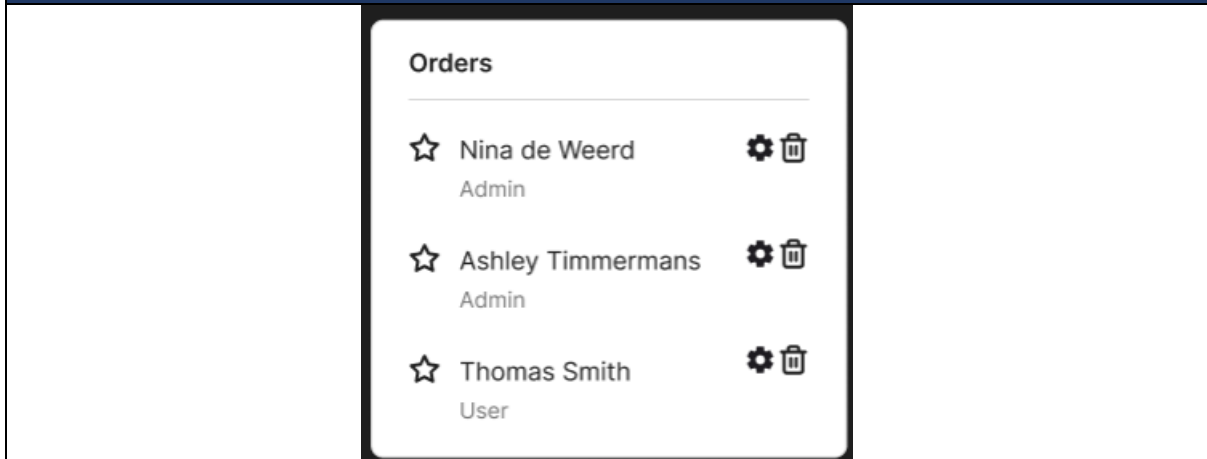 Orders
Nina de Weerd
Admin
Ashley Timmermans
Admin
Thomas Smith
User